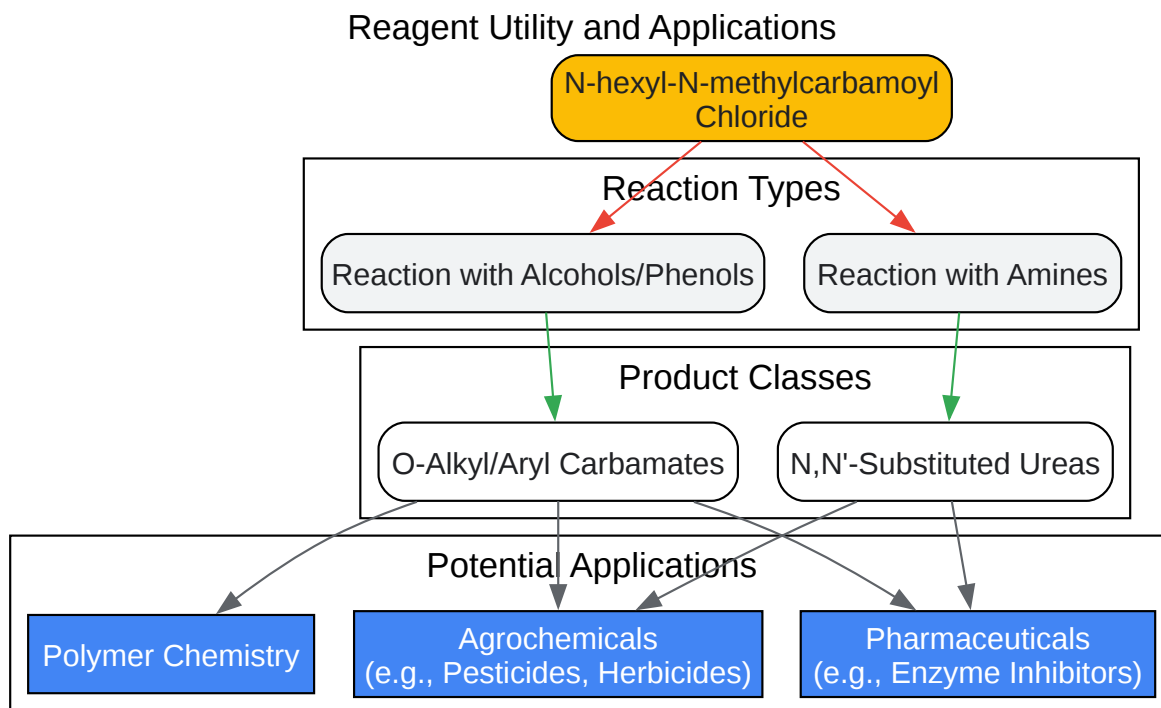 Reagent Utility and Applications
N-hexyl-N-methylcarbamoyl
Chloride
Reaction Types
Reaction with Alcohols/Phenols
Reaction with Amines
Product Classes
O-Alkyl/Aryl Carbamates
N,N'-Substituted Ureas
Potential Applications
Polymer Chemistry
Agrochemicals
(e.g., Pesticides, Herbicides)
Pharmaceuticals
(e.g., Enzyme Inhibitors)